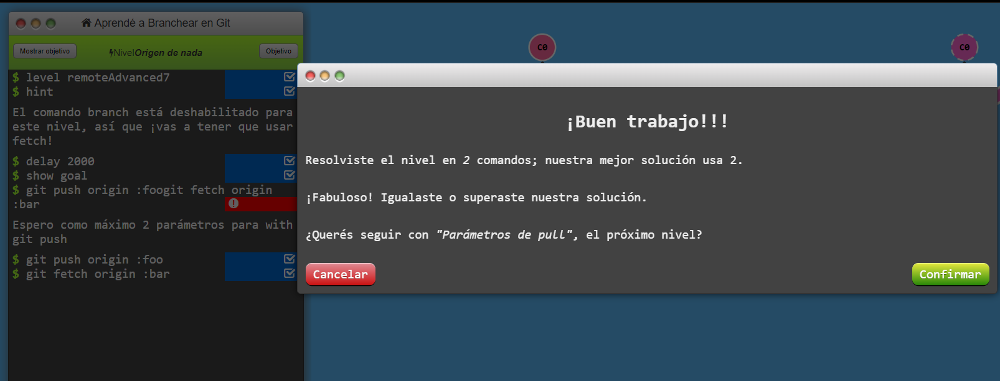 Aprendé a Branchear en Git
Mostrar objetivo
NivelOrigen de nada
Objetivo
$ level remoteAdvanced7
$ hint
El comando branch está deshabilitado para
este nivel, así que ¡vas a tener que usar
fetch!
$ delay 2000
$ show goal
$ git push origin :foogit fetch origin
:bar
Espero como máximo 2 parámetros para with
git push
$ git push origin :foo
$ git fetch origin :bar
C0
C0
¡Buen trabajo!!!
Resolviste el nivel en 2 comandos; nuestra mejor solución usa 2.
¡Fabuloso! Igualaste o superaste nuestra solución.
¿Querés seguir con "Parámetros de pull", el próximo nivel?
Cancelar
Confirmar